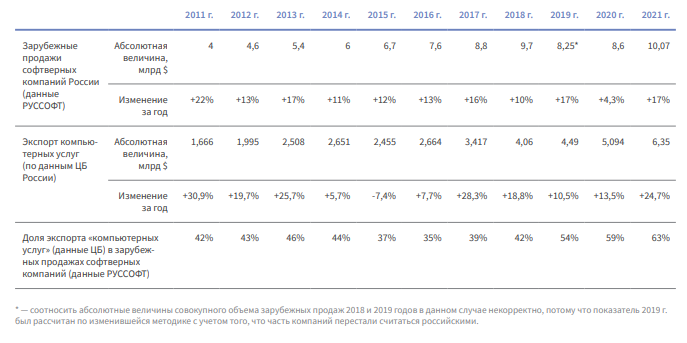 2011 г. 2012 г. 2013 г. 2014 г. 2015 г. 2016 г. 2017 г. 2018 г. 2019 г. 2020 г. 2021 г.
Зарубежные Абсолютная 4 4,6 5,4 6 6,7 7,6 8,8 9,7 8,25* 8,6 10,07
продажи величина,
софтверных млрд $
компаний России
(данные Изменение +22% +13% +17% +11% +12% +13% +16% +10% +17% +4,3% +17%
РУССОФТ) за год
Экспорт компью- Абсолютная 1,666 1,995 2,508 2,651 2,455 2,664 3,417 4,06 4,49 5,094 6,35
терных услуг величина,
(по данным ЦБ млрд $
России)
Изменение +30,9% +19,7% +25,7% +5,7% -7,4% +7,7% +28,3% +18,8% +10,5% +13,5% +24,7%
за год
Доля экспорта «компьютерных 42% 43% 46% 44% 37% 35% 39% 42% 54% 59% 63%
услуг» (данные ЦБ) в зарубеж-
ных продажах софтверных
компаний (данные РУССОФТ)
* — соотносить абсолютные величины совокупного объема зарубежных продаж 2018 и 2019 годов в данном случае некорректно, потому что показатель 2019 г.
был рассчитан по изменившейся методике с учетом того, что часть компаний перестали считаться российскими.